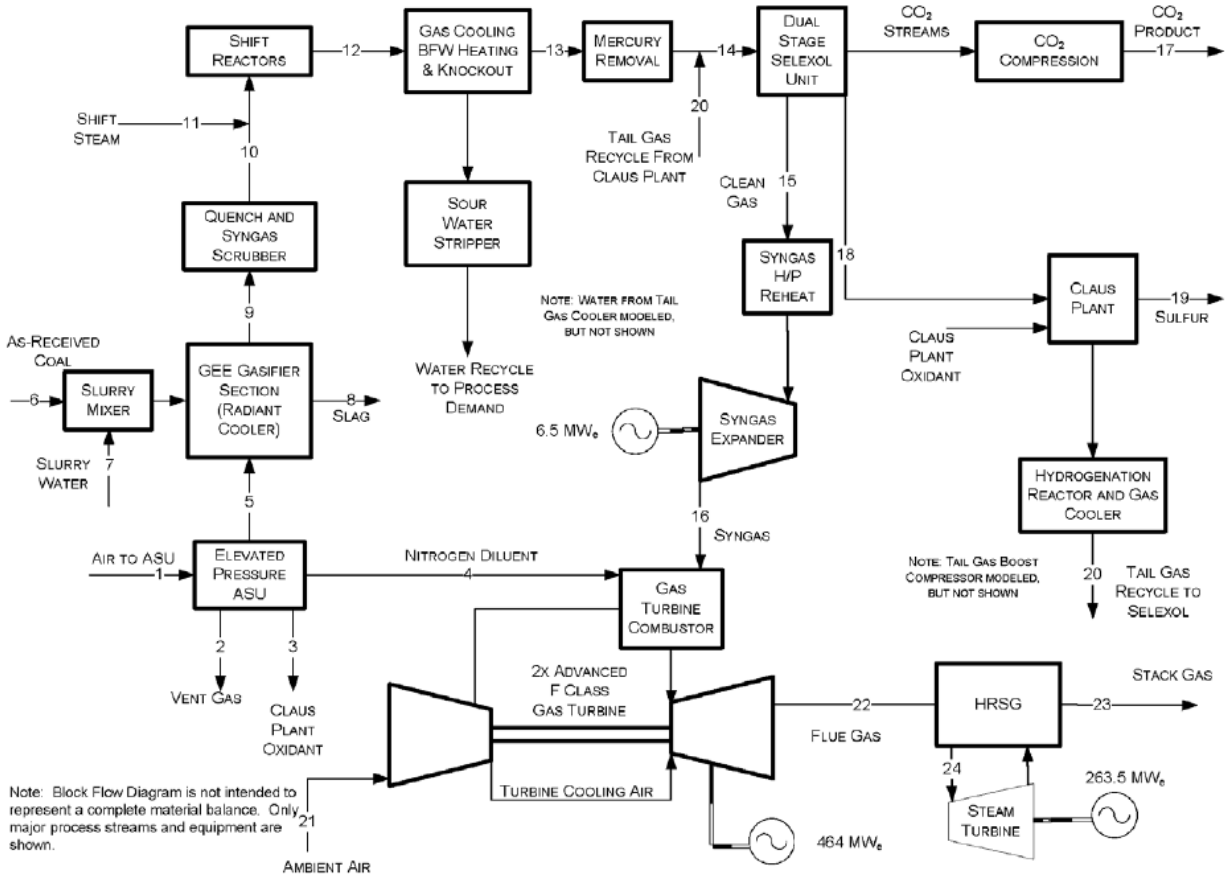 SHIFT
REACTORS
12
GAS COOLING
BFW HEATING
& KNOCKOUT
13
MERCURY
REMOVAL
14
DUAL
STAGE
SELEXOL
UNIT
CO2
STREAMS
CO2
COMPRESSION
CO2
PRODUCT
17
SHIFT
STEAM
11
10
20
TAIL GAS
RECYCLE FROM
CLAUS PLANT
15
CLEAN
GAS
QUENCH AND
SYNGAS
SCRUBBER
SOUR
WATER
STRIPPER
SYNGAS
H/P
REHEAT
18
CLAUS
PLANT
19
SULFUR
9
NOTE: WATER FROM TAIL
GAS COOLER MODELED,
BUT NOT SHOWN
CLAUS
PLANT
OXIDANT
AS-RECEIVED
COAL
6
SLURRY
MIXER
GEE GASIFIER
SECTION
(RADIANT
COOLER)
8
SLAG
WATER RECYCLE
TO PROCESS
DEMAND
6.5 MWe
SYNGAS
EXPANDER
SLURRY
WATER
7
5
HYDROGENATION
REACTOR AND GAS
COOLER
16
SYNGAS
AIR TO ASU
1
ELEVATED
PRESSURE
ASU
NITROGEN DILUENT
4
GAS
TURBINE
COMBUSTOR
NOTE: TAIL GAS BOOST
COMPRESSOR MODELED,
BUT NOT SHOWN
20
TAIL GAS
RECYCLE TO
SELEXOL
2
3
VENT GAS
CLAUS
PLANT
OXIDANT
2X ADVANCED
F CLASS
GAS TURBINE
22
FLUE GAS
HRSG
STACK GAS
23
24
TURBINE COOLING AIR
263.5 MWe
STEAM
TURBINE
464 MWe
Note: Block Flow Diagram is not intended to
represent a complete material balance. Only
major process streams and equipment are
shown.
21
AMBIENT AIR